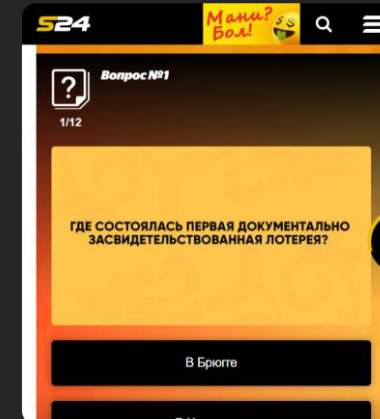 S24
Мани?
Бол!
Вопрос №1
1/12
ГДЕ СОСТОЯЛАСЬ ПЕРВАЯ ДОКУМЕНТАЛЬНО
ЗАСВИДЕТЕЛЬСТВОВАННАЯ ЛОТЕРЕЯ?
В Брюгге